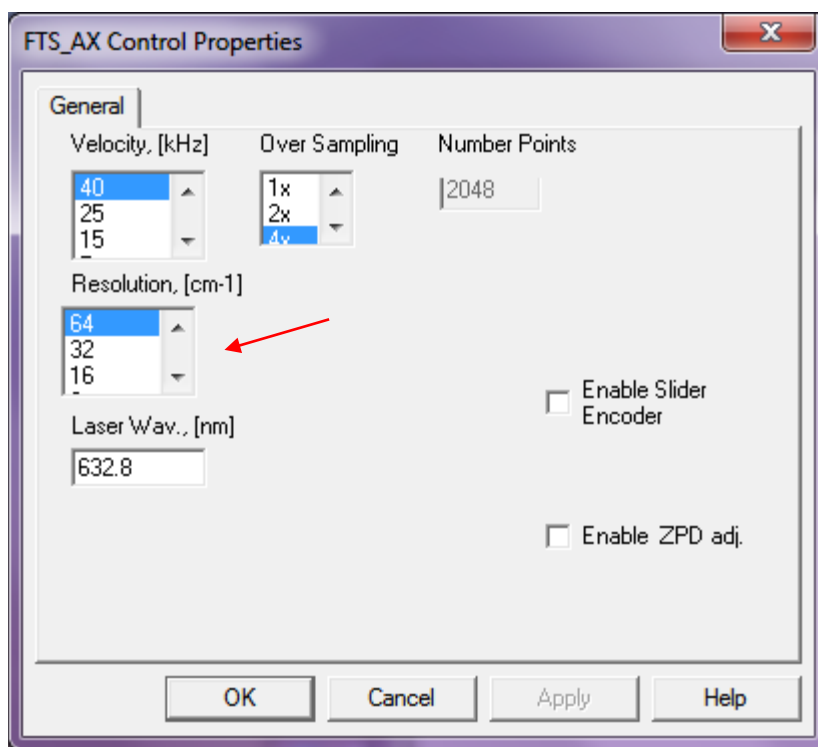 FTS_AX Control Properties
General
Velocity, [kHz] Over Sampling Number Points
40 1x 2048
25 2x
15 4x
Resolution, [cm-1]
64
32
16
Enable Slider
Encoder
Laser Wav., [nm]
632.8
Enable ZPD adj.
OK Cancel Apply Help